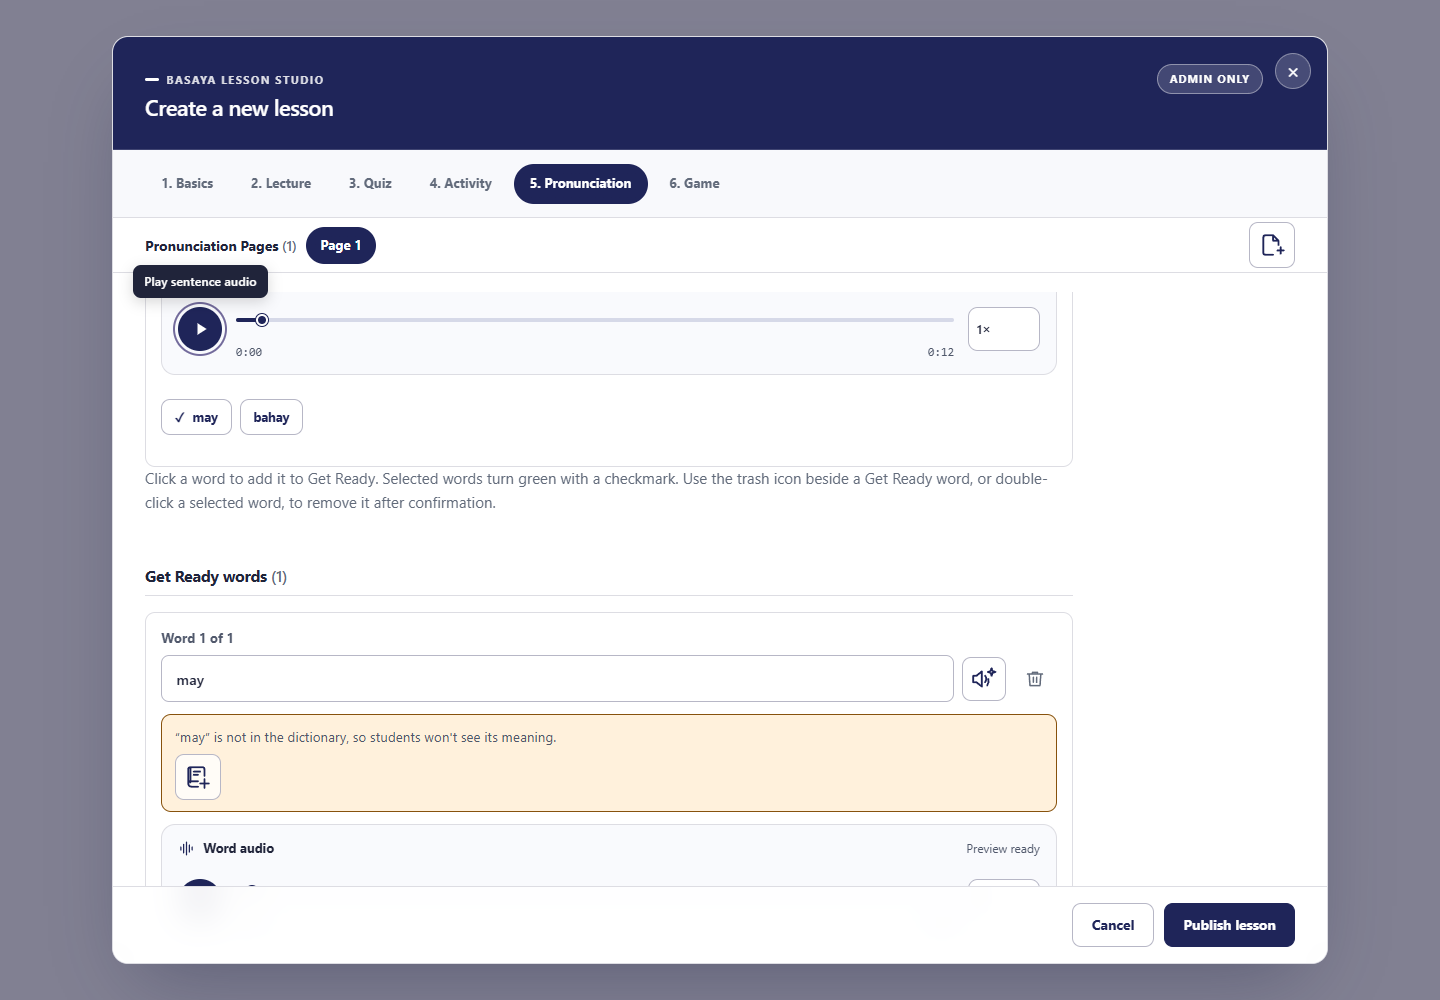 BASAYA LESSON STUDIO
Create a new lesson
ADMIN ONLY
1. Basics
2. Lecture
3. Quiz
4. Activity
5. Pronunciation
6. Game
Pronunciation Pages (1)
Page 1
Play sentence audio
1×
0:00
0:12
✓ may
bahay
Click a word to add it to Get Ready. Selected words turn green with a checkmark. Use the trash icon beside a Get Ready word, or double-
click a selected word, to remove it after confirmation.
Get Ready words (1)
Word 1 of 1
may
"may" is not in the dictionary, so students won't see its meaning.
Word audio
Preview ready
Cancel
Publish lesson